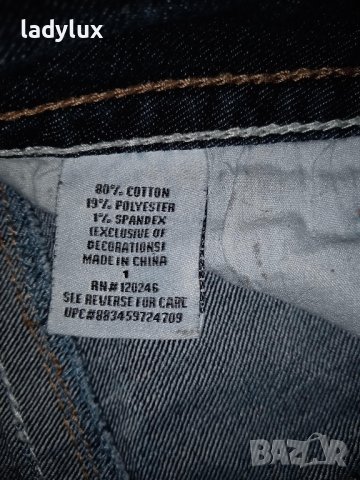 ladylux
80% COTTON
19% POLYESTER
1% SPANDEX
(EXCLUSIVE OF
DECORATIONS)
MADE IN CHINA
1
RN# 120246
SEE REVERSE FOR CARE
UPC#883459724709
BAZAR